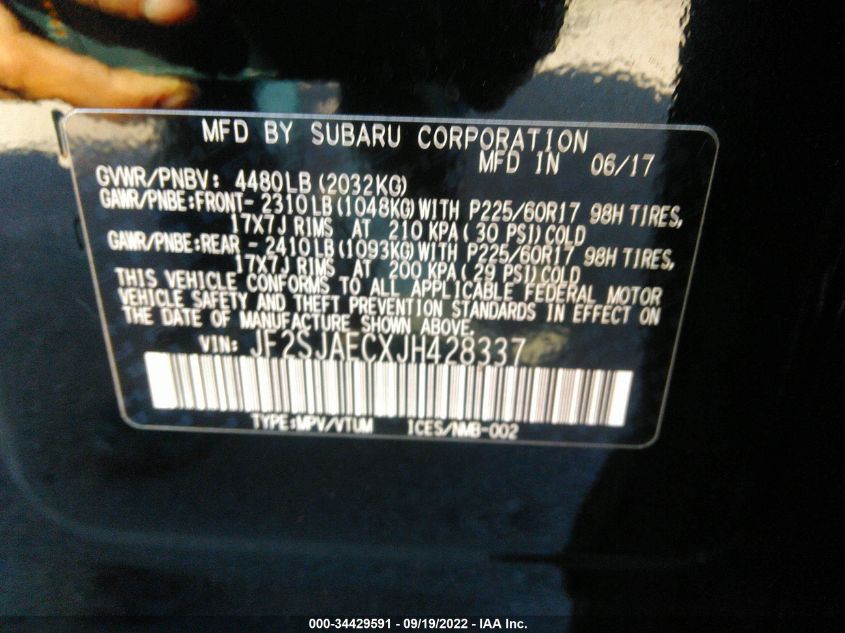 MFD BY SUBARU CORPORATION
MFD IN 06/17
GVWR/PNBV: 4480LB (2032KG)
GAWR/PNBE:FRONT- 2310LB (1048KG) WITH P225/60R17 98H TIRES,
17X7J RIMS AT 210 KPA ( 30 PSI) COLD
GAWR/PNBE:REAR - 2410LB (1093KG) WITH P225/60R17 98H TIRES,
17X7J RIMS AT 200 KPA ( 29 PSI) COLD
THIS VEHICLE CONFORMS TO ALL APPLICABLE FEDERAL MOTOR
VEHICLE SAFETY AND THEFT PREVENTION STANDARDS IN EFFECT ON
THE DATE OF MANUFACTURE SHOWN ABOVE.
VIN: JF2SJAECXJH428337
TYPE:MPV/VTUM ICES/NMB-002
000-34429591 - 09/19/2022 - IAA Inc.